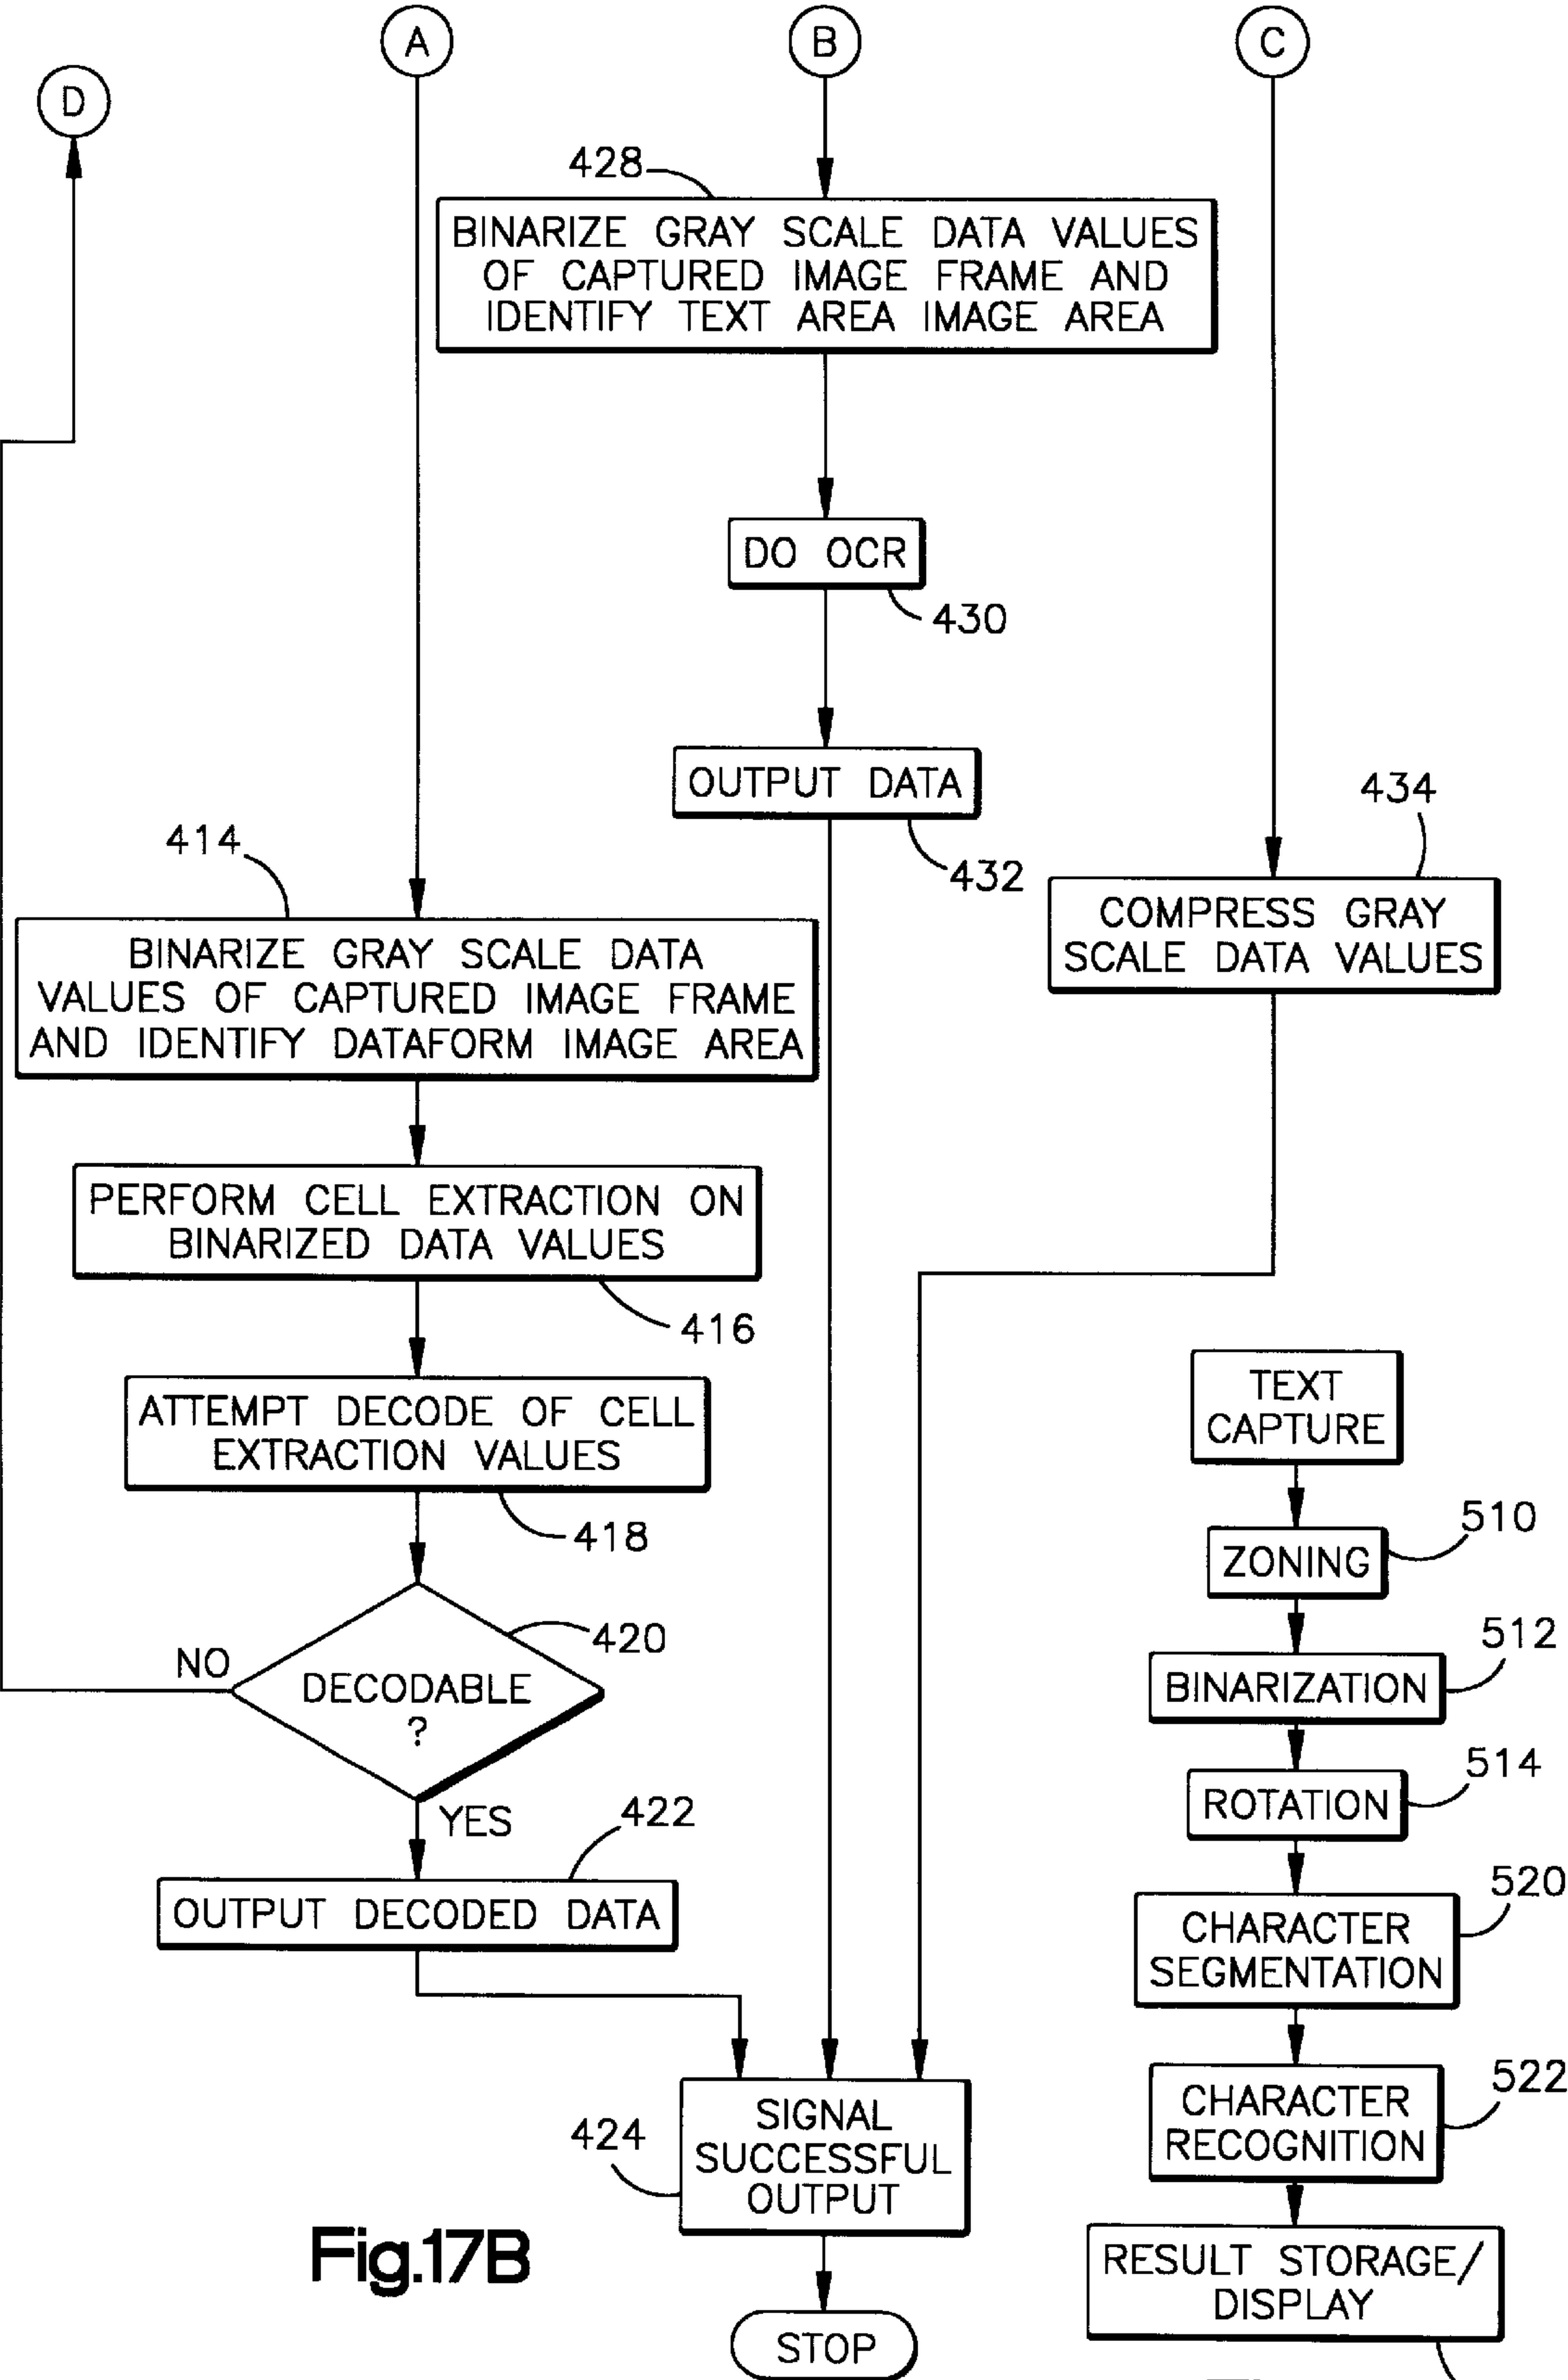 A
B
C
D
428
BINARIZE GRAY SCALE DATA VALUES
OF CAPTURED IMAGE FRAME AND
IDENTIFY TEXT AREA IMAGE AREA
DO OCR
430
OUTPUT DATA
432
434
COMPRESS GRAY
SCALE DATA VALUES
414
BINARIZE GRAY SCALE DATA
VALUES OF CAPTURED IMAGE FRAME
AND IDENTIFY DATAFORM IMAGE AREA
PERFORM CELL EXTRACTION ON
BINARIZED DATA VALUES
416
ATTEMPT DECODE OF CELL
EXTRACTION VALUES
418
420
NO
DECODABLE
?
YES
422
OUTPUT DECODED DATA
424
SIGNAL
SUCCESSFUL
OUTPUT
STOP
Fig.17B
TEXT
CAPTURE
510
ZONING
512
BINARIZATION
514
ROTATION
520
CHARACTER
SEGMENTATION
522
CHARACTER
RECOGNITION
RESULT STORAGE/
DISPLAY